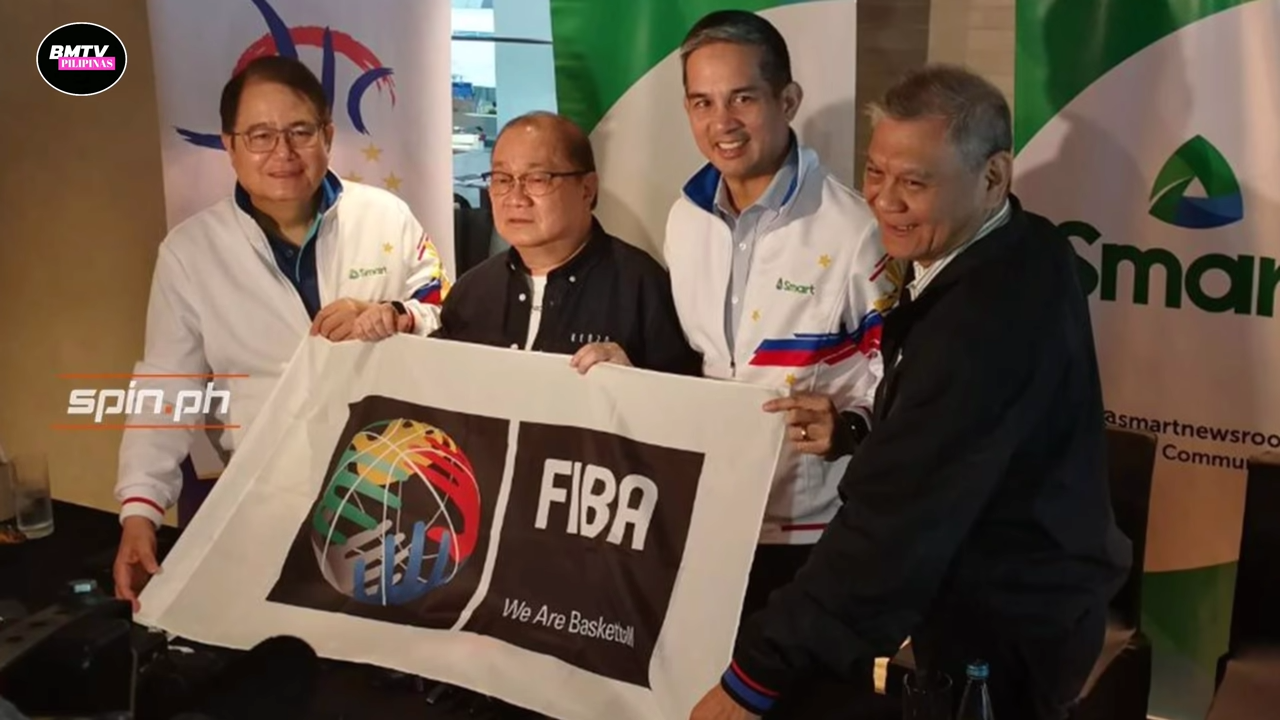 BMTV
PILIPINAS
Smart
Smart
Smar
spin.ph
FIBA
We Are Basketball
asmartnewsroo
Commu